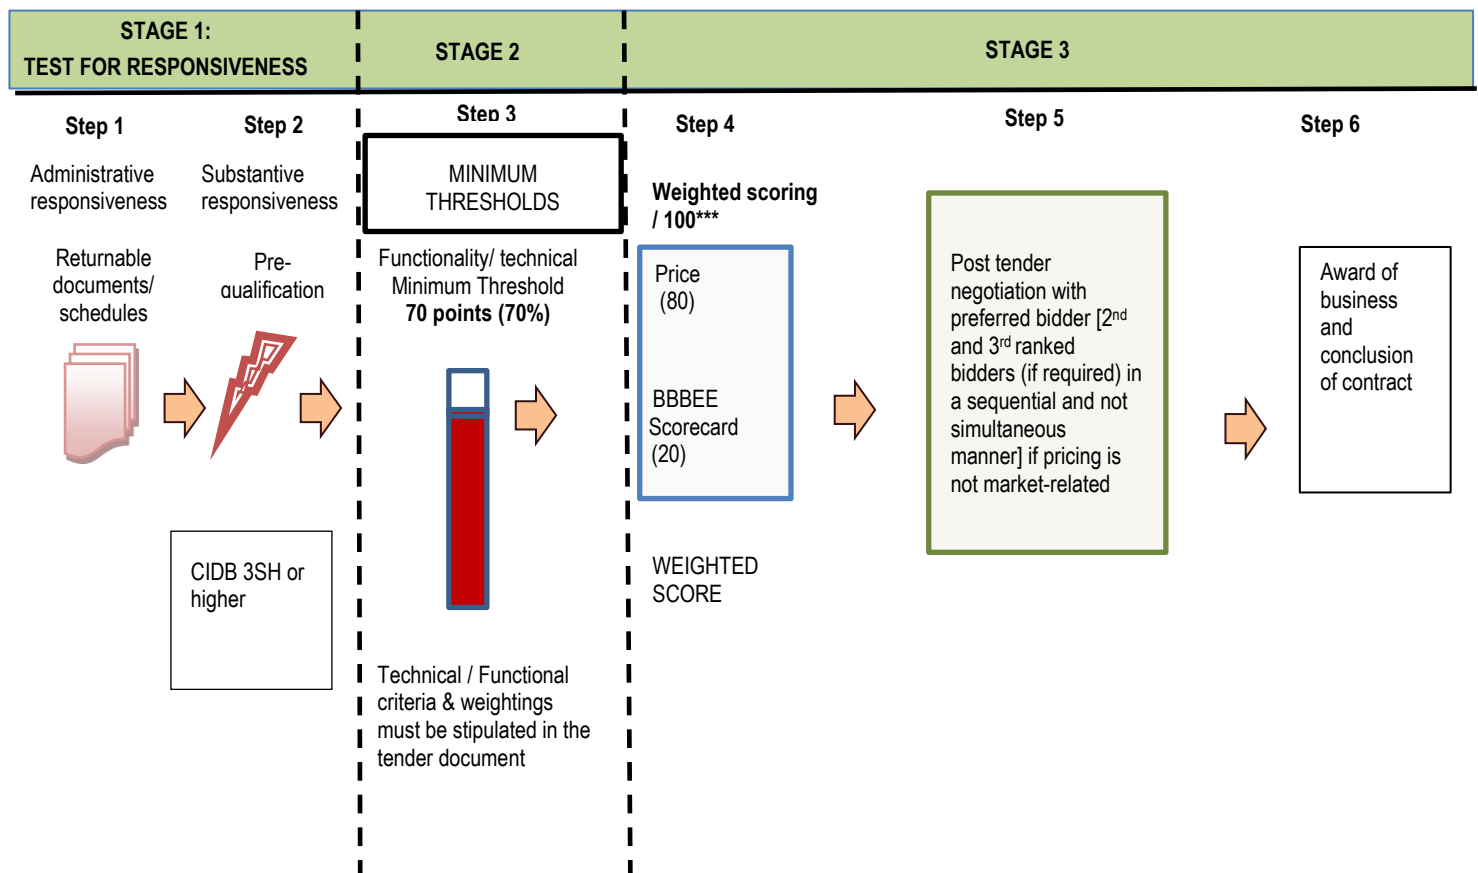 STAGE 1:
TEST FOR RESPONSIVENESS
STAGE 2
STAGE 3
Step 1
Step 2
Step 3
Step 4
Step 5
Step 6
Administrative
responsiveness
Returnable
documents/
schedules
Substantive
responsiveness
Pre-
qualification
CIDB 3SH or
higher
MINIMUM
THRESHOLDS
Functionality/ technical
Minimum Threshold
70 points (70%)
Technical / Functional
criteria & weightings
must be stipulated in the
tender document
Weighted scoring
/ 100***
Price
(80)
BBBEE
Scorecard
(20)
WEIGHTED
SCORE
Post tender
negotiation with
preferred bidder [2nd
and 3rd ranked
bidders (if required) in
a sequential and not
simultaneous
manner] if pricing is
not market-related
Award of
business
and
conclusion
of contract